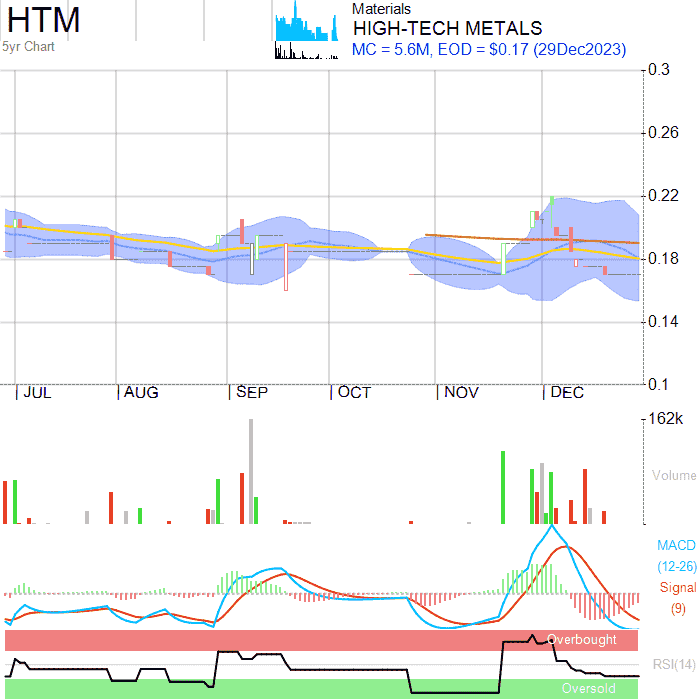 HTM
5yr Chart
Materials
HIGH-TECH METALS
MC = 5.6M, EOD = $0.17 (29Dec2023)
0.3
0.26
0.22
0.18
0.14
0.1
JUL AUG SEP OCT NOV DEC
162k
Volume
MACD
(12-26)
Signal
(9)
Overbought
RSI(14)
Oversold